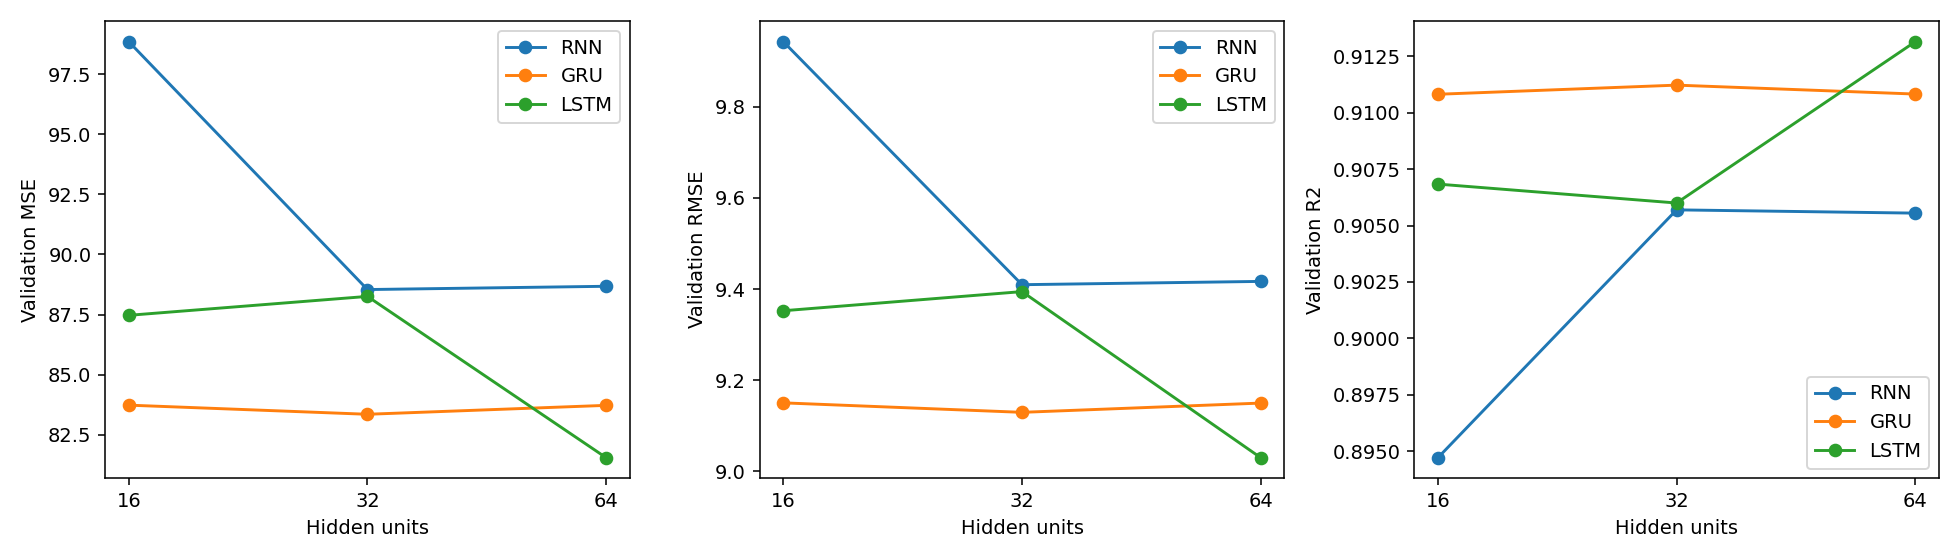 Validation MSE
97.5
95.0
92.5
90.0
87.5
85.0
82.5
16
32
64
Hidden units
RNN
GRU
LSTM
Validation RMSE
9.8
9.6
9.4
9.2
9.0
16
32
64
Hidden units
RNN
GRU
LSTM
Validation R2
0.9125
0.9100
0.9075
0.9050
0.9025
0.9000
0.8975
0.8950
16
32
64
Hidden units
RNN
GRU
LSTM